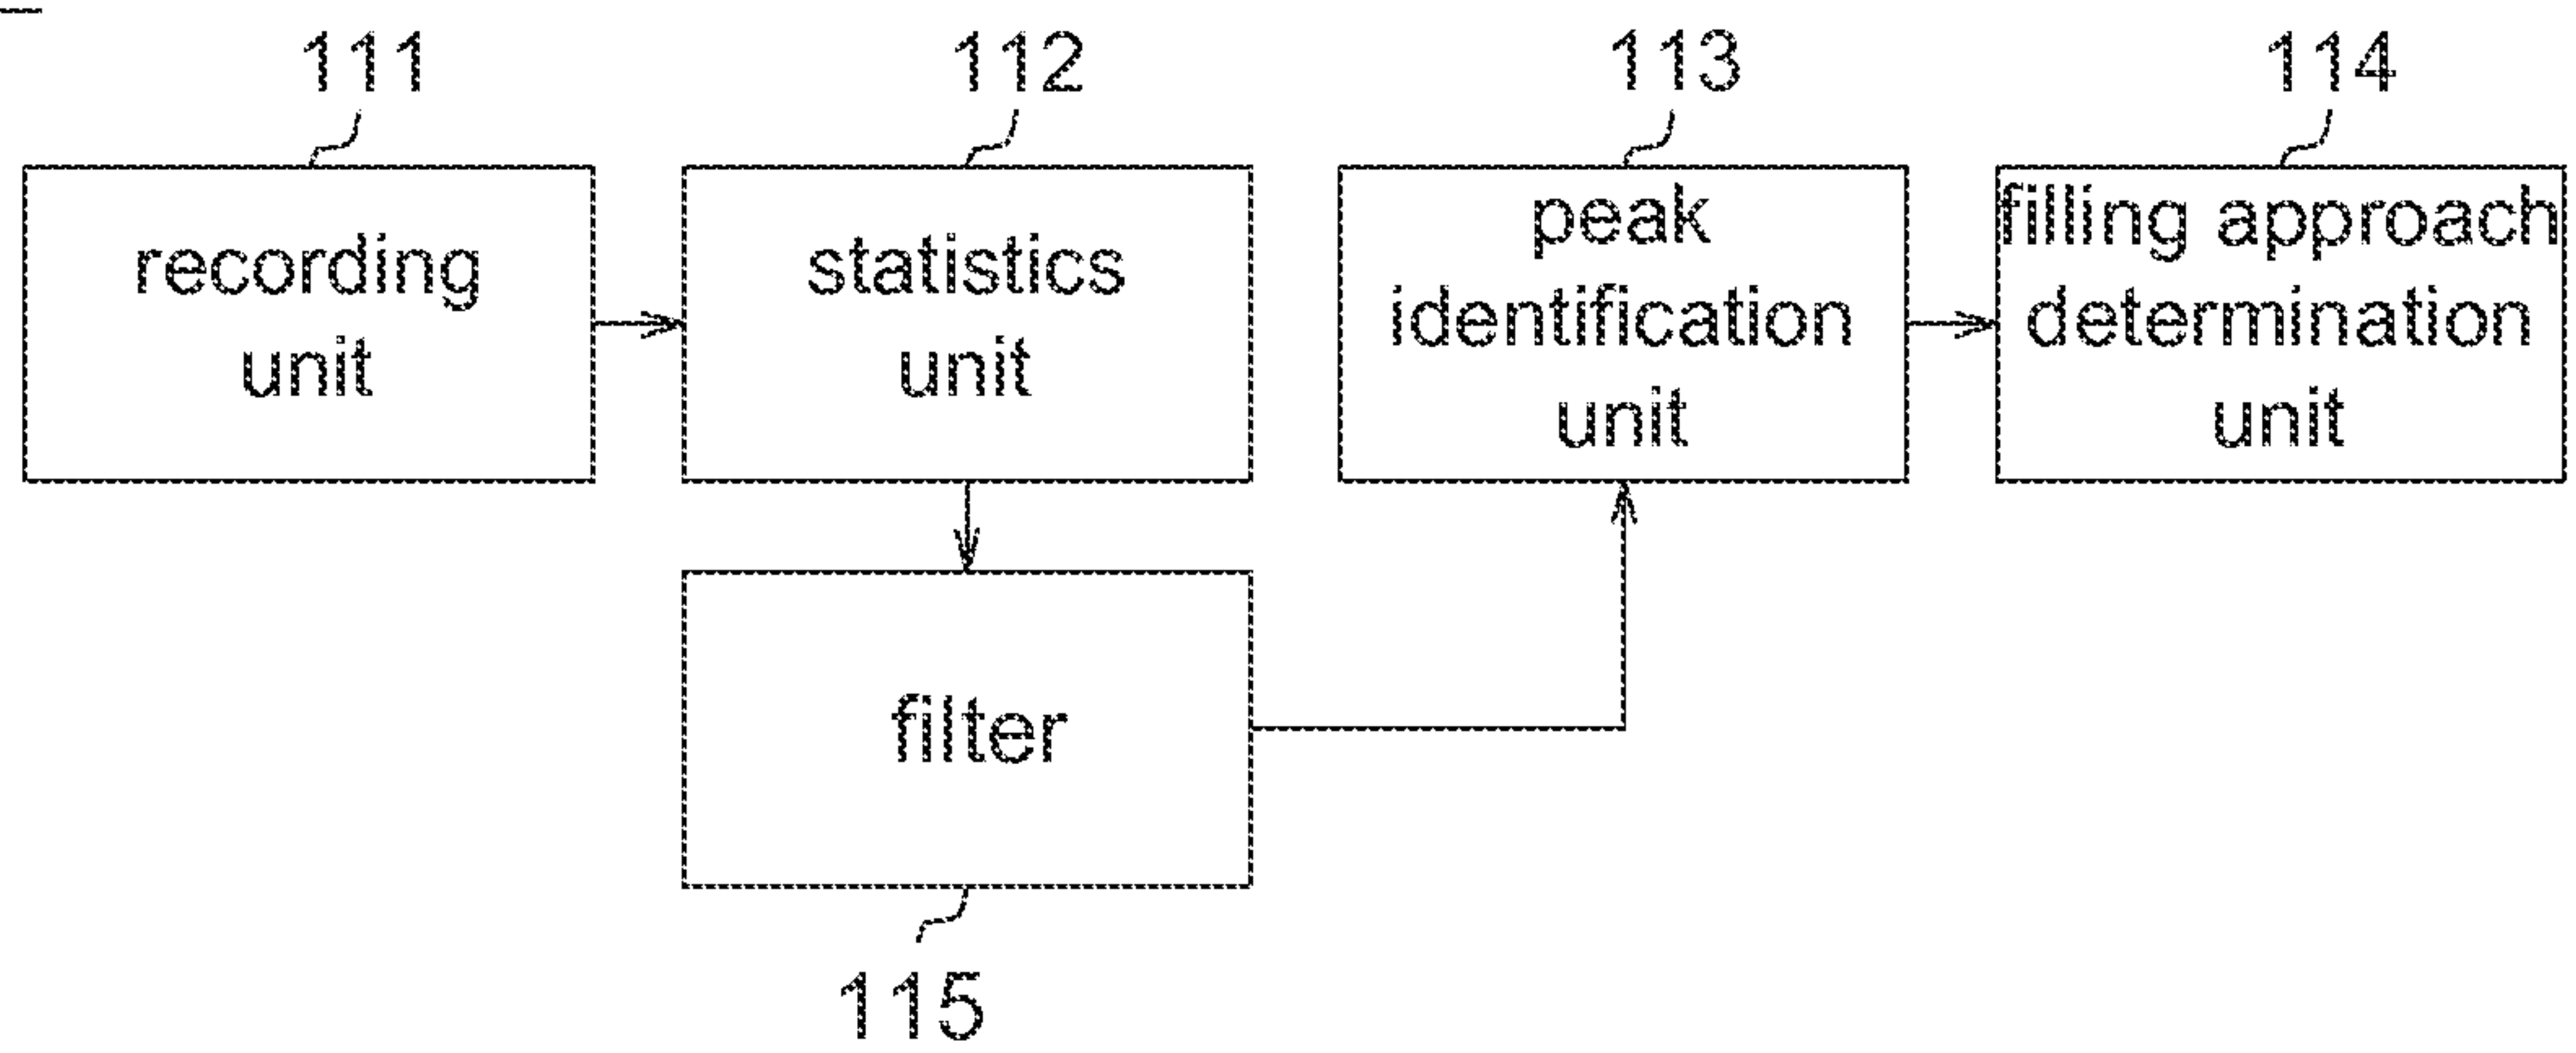 111
112
113
114
recording
unit
statistics
unit
peak
identification
unit
filling approach
determination
unit
filter
115